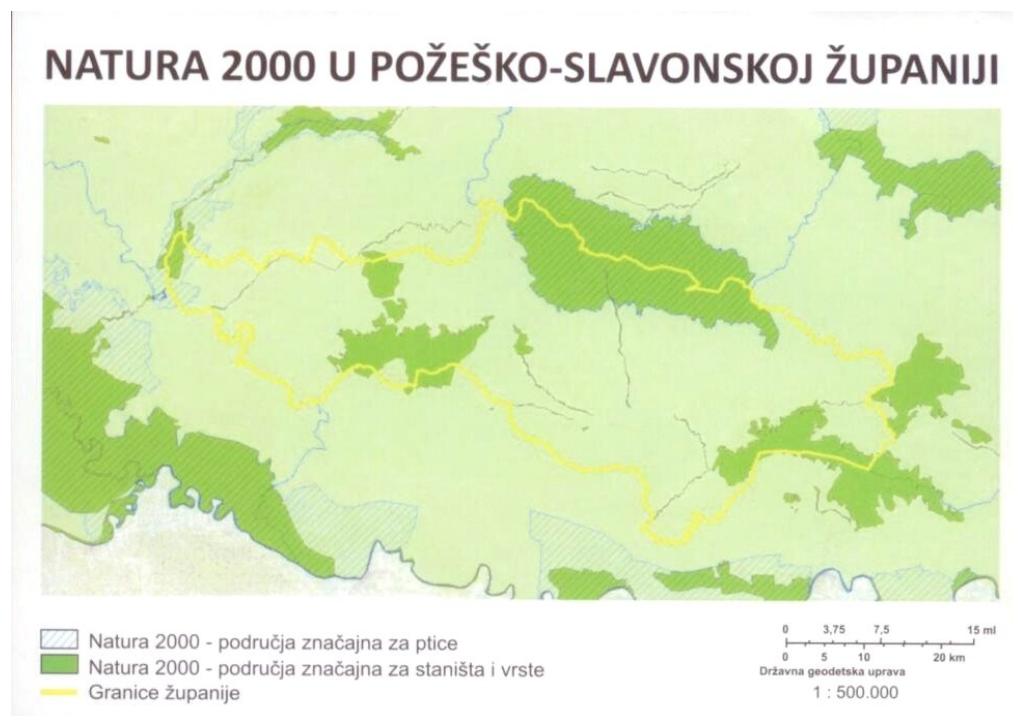 NATURA 2000 U POŽEŠKO-SLAVONSKOJ ŽUPANIJI
Natura 2000 - područja značajna za ptice
Natura 2000 - područja značajna za staništa i vrste
Granice županije
0 3,75 7,5 15 ml
0 5 10 20 km
Državna geodetska uprava
1 : 500.000